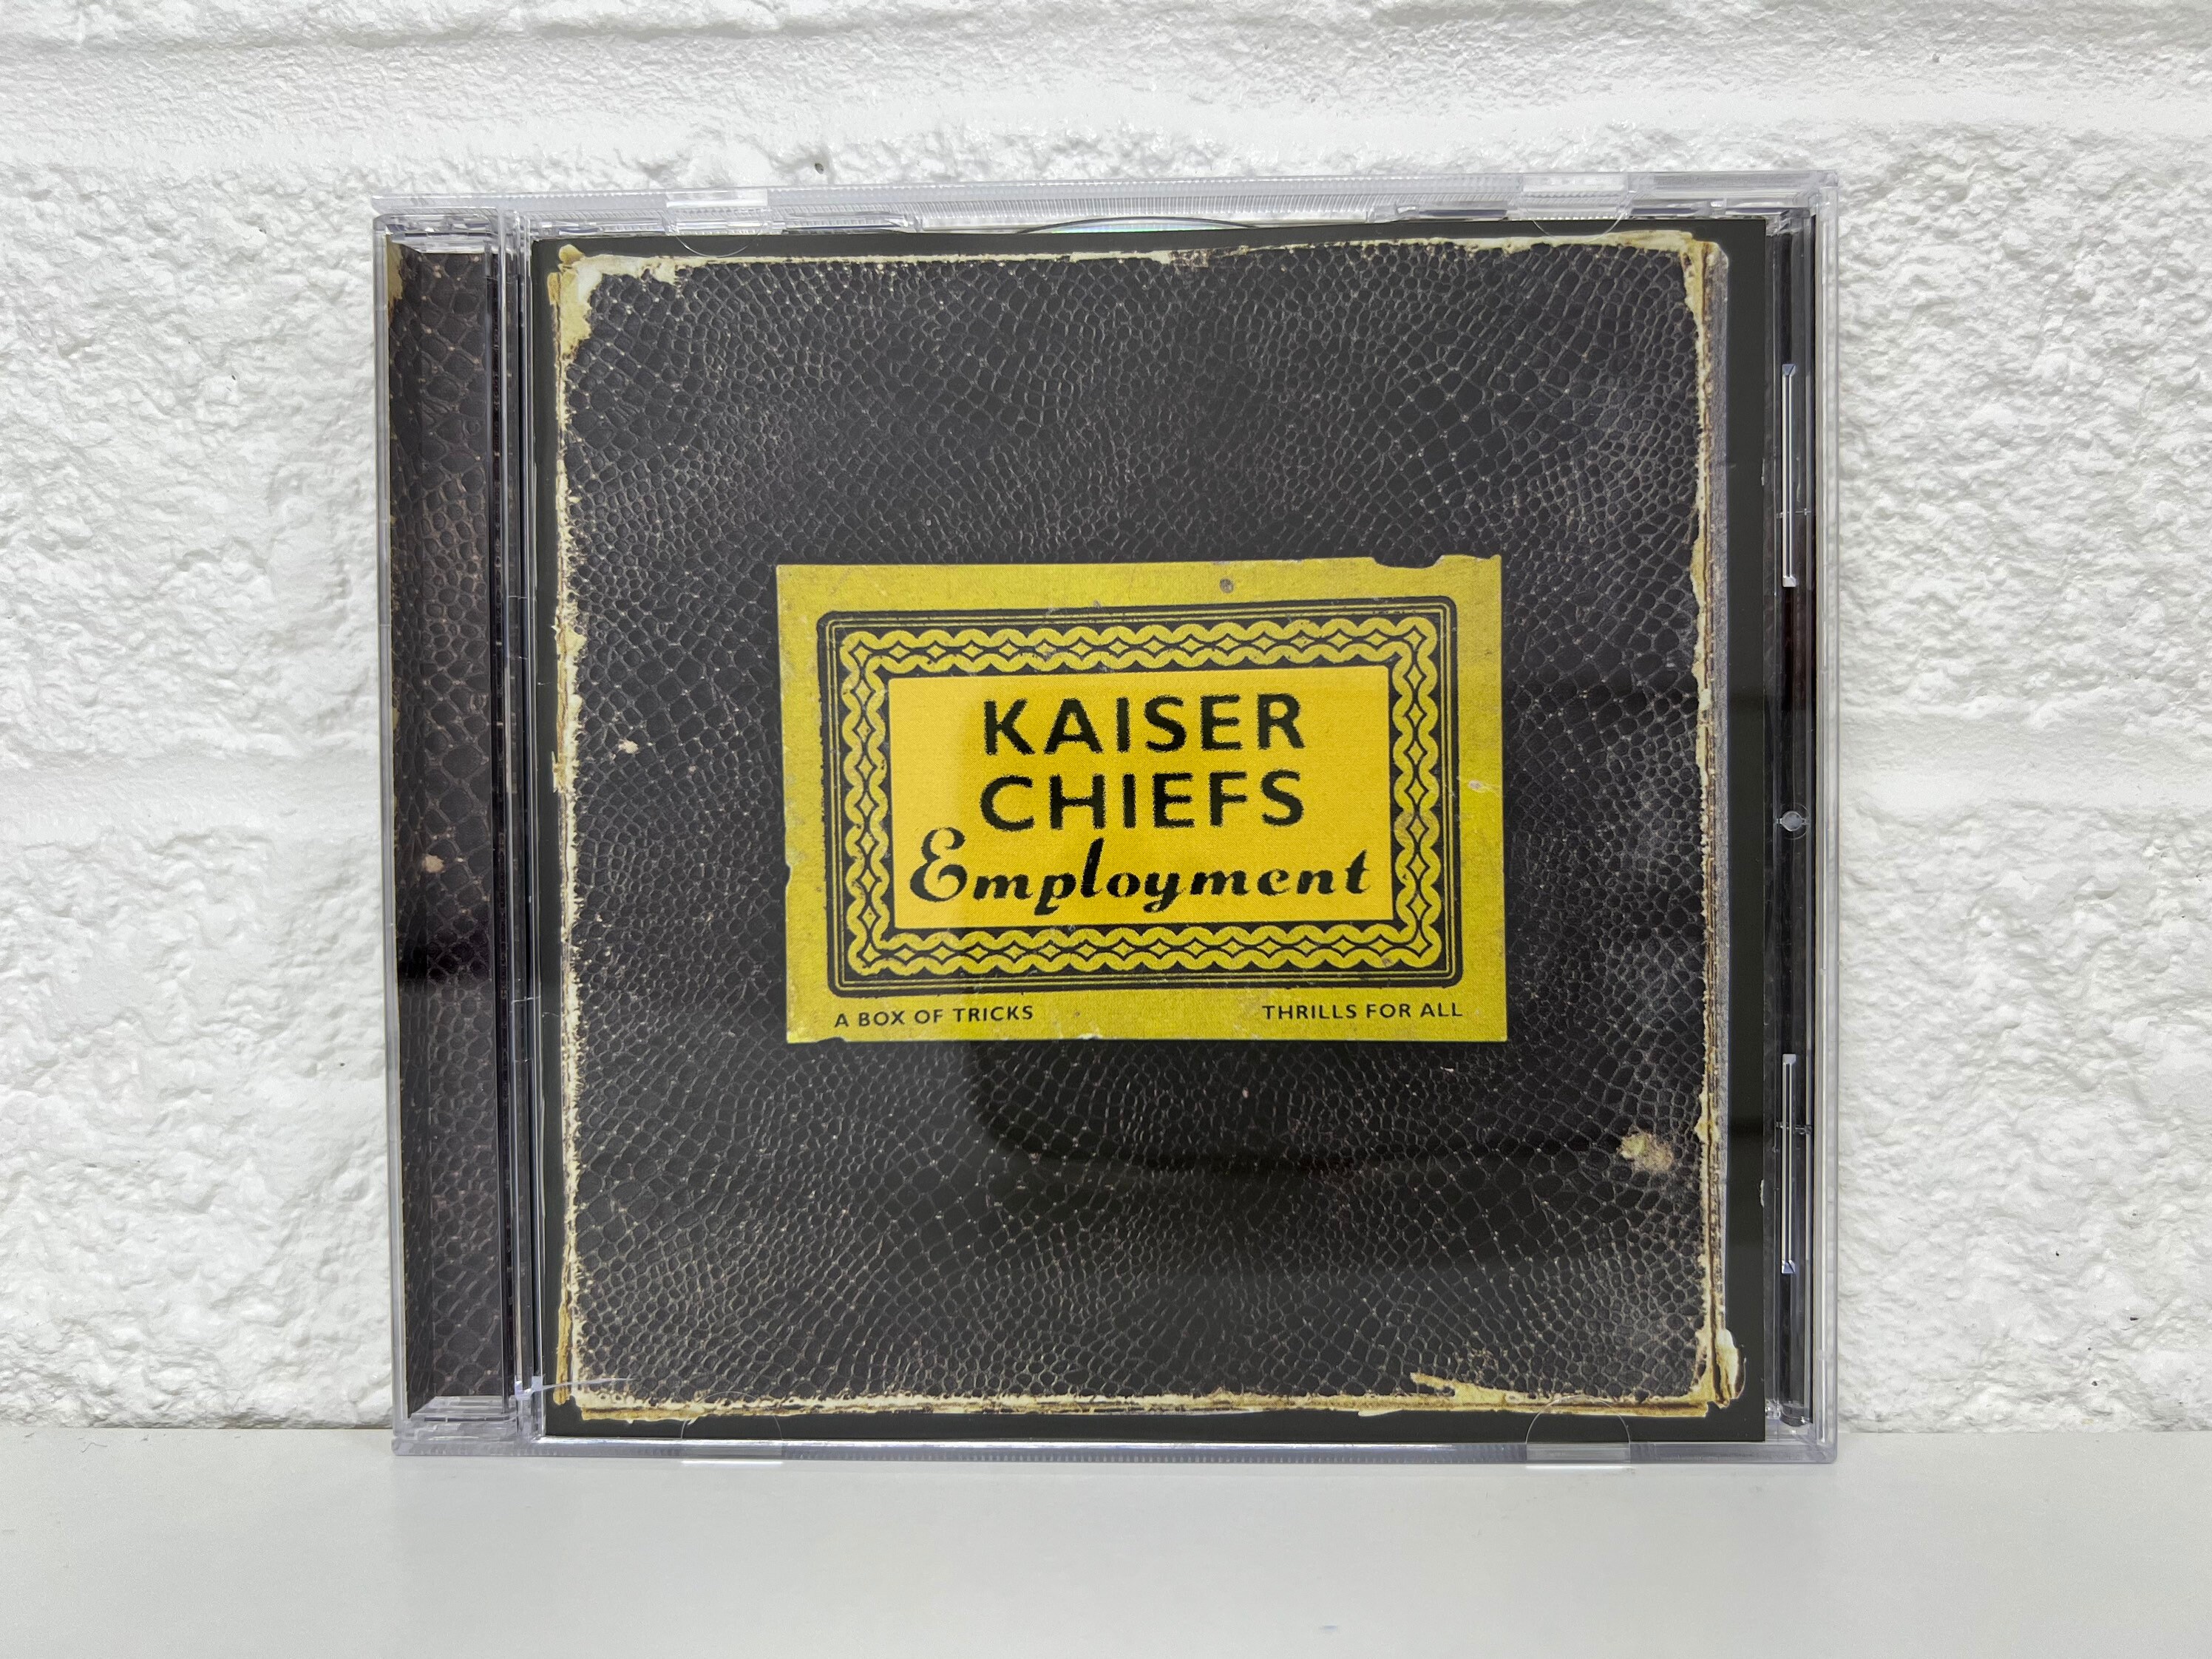 KAISER
CHIEFS
Employment
A BOX OF TRICKS
THRILLS FOR ALL